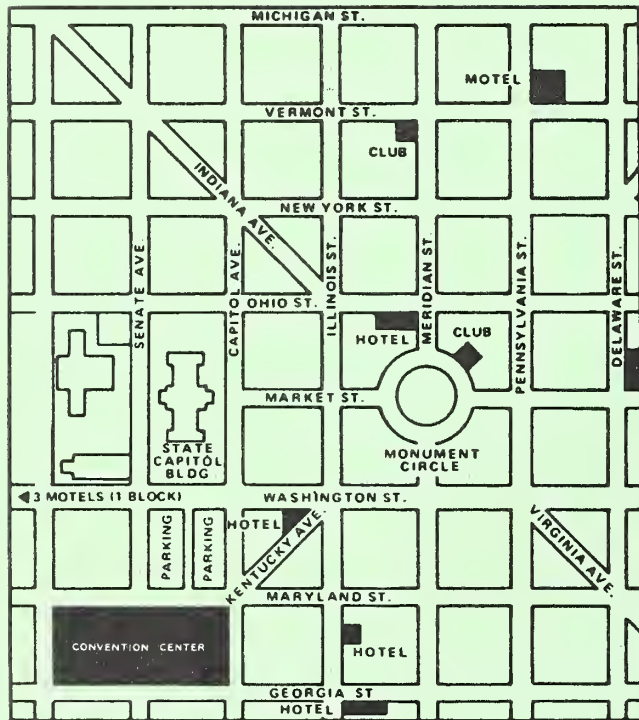 MICHIGAN ST.
MOTEL
VERMONT ST.
CLUB
INDIANA AVE.
NEW YORK ST.
SENATE AVE.
CAPITOL AVE.
ILLINOIS ST.
MERIDIAN ST.
PENNSYLVANIA ST.
DELAWARE ST.
OHIO ST.
HOTEL
CLUB
MARKET ST.
STATE
CAPITOL
BLDG
MONUMENT
CIRCLE
◀ 3 MOTELS (1 BLOCK)
WASHINGTON ST.
PARKING
PARKING
HOTEL
KENTUCKY AVE.
VIRGINIA AVE.
MARYLAND ST.
CONVENTION CENTER
HOTEL
GEORGIA ST
HOTEL